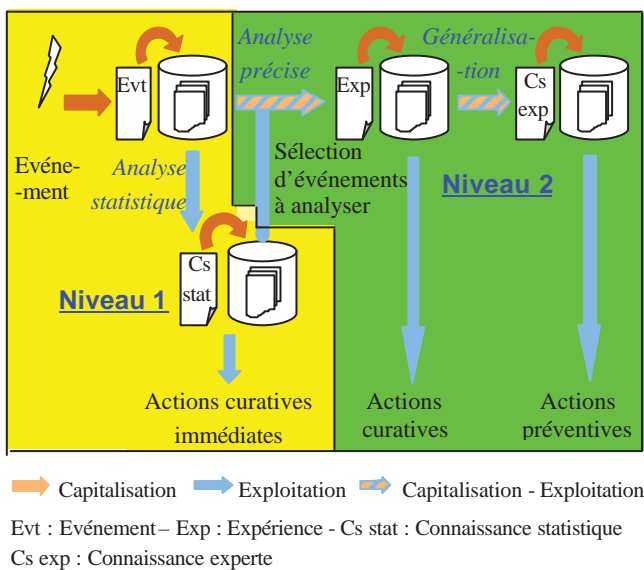 Evt
Evéne-
-ment
Analyse
statistique
Cs
stat
Niveau 1
Actions curatives
immédiates
Analyse
précise
Sélection
d'événements
à analyser
Exp
Généralisa-
-tion
Cs
exp
Niveau 2
Actions
curatives
Actions
préventives
Capitalisation
Exploitation
Capitalisation - Exploitation
Evt : Evénement – Exp : Expérience - Cs stat : Connaissance statistique
Cs exp : Connaissance experte